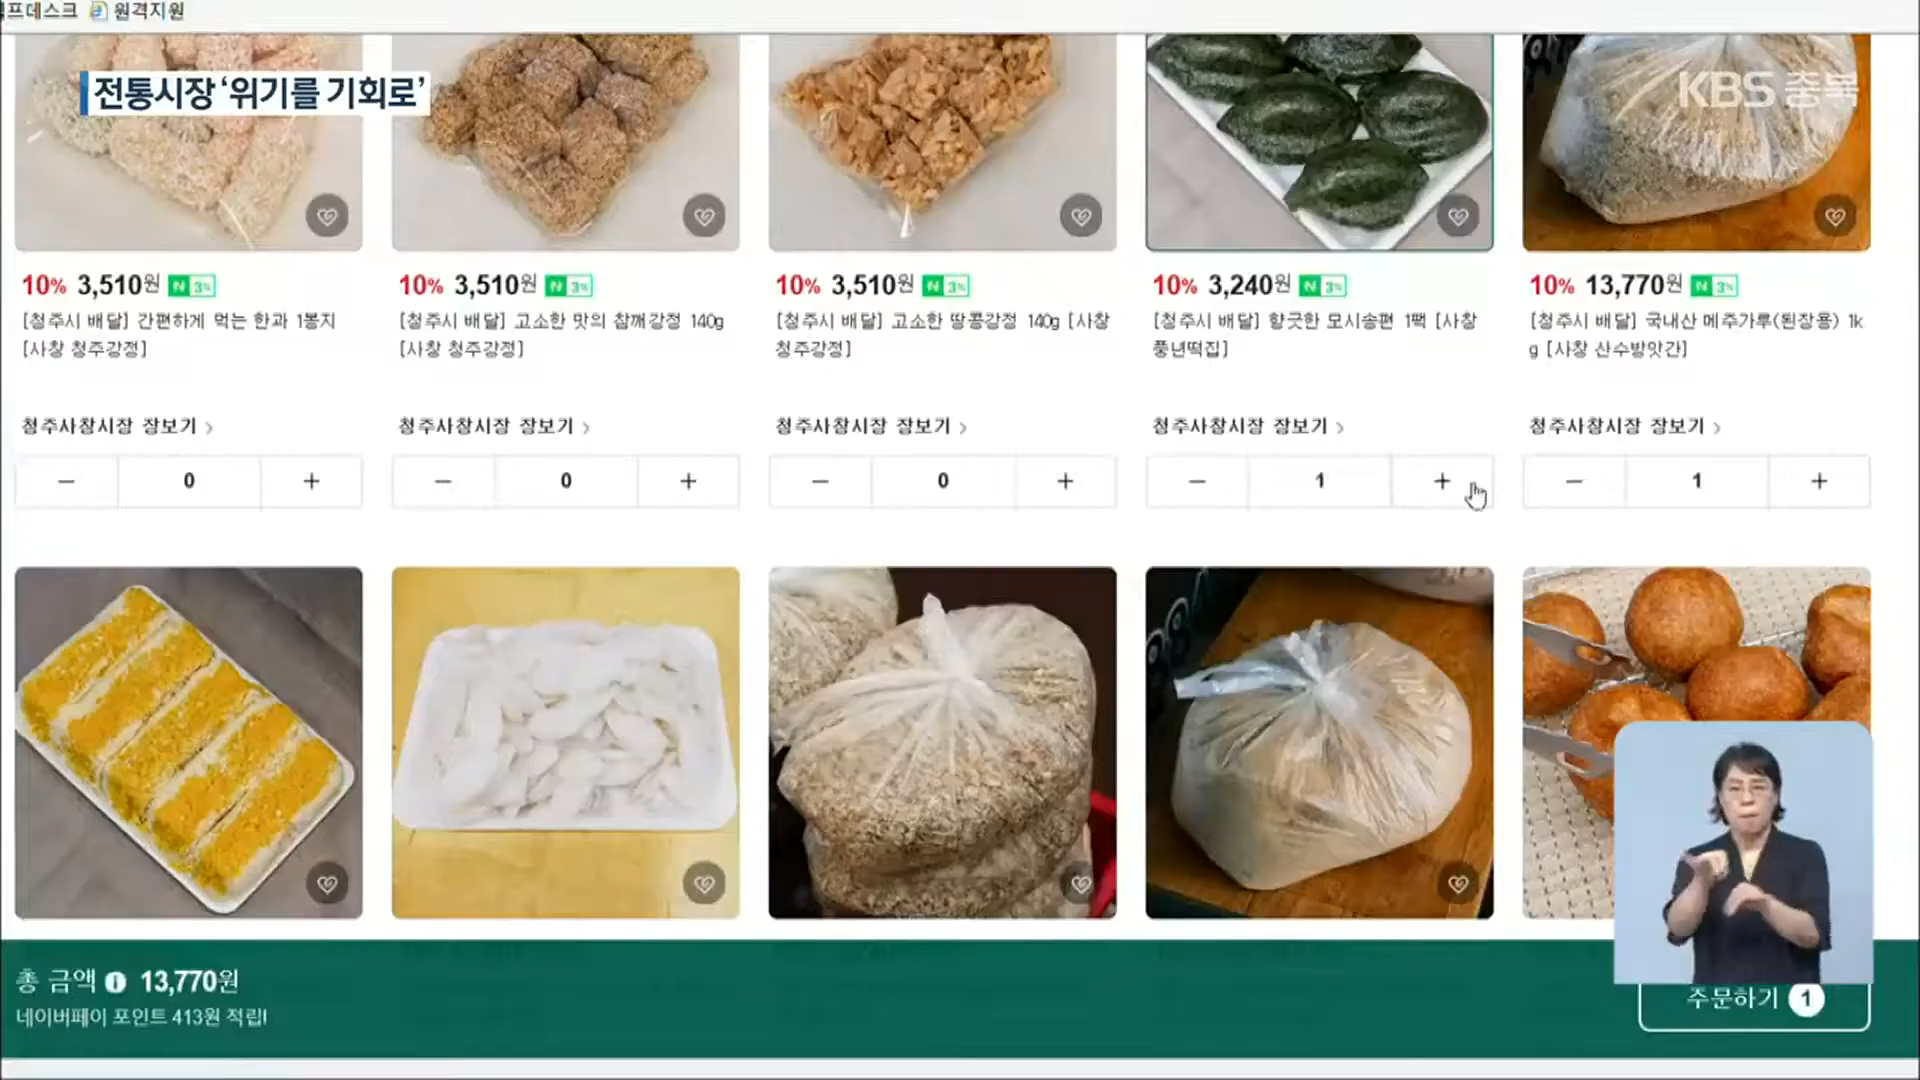 프데스크 원격지원
전통시장 ‘위기를 기회로’
KBS 충북
10% 3,510원 N 3%
[청주시 배달] 간편하게 먹는 한과 1봉지
[사창 청주강정]
청주사창시장 장보기 >
− 0 +
10% 3,510원 N 3%
[청주시 배달] 고소한 맛의 참깨강정 140g
[사창 청주강정]
청주사창시장 장보기 >
− 0 +
10% 3,510원 N 3%
[청주시 배달] 고소한 땅콩강정 140g [사창
청주강정]
청주사창시장 장보기 >
− 0 +
10% 3,240원 N 3%
[청주시 배달] 향긋한 모시송편 1팩 [사창
풍년떡집]
청주사창시장 장보기 >
− 1 +
10% 13,770원 N 3%
[청주시 배달] 국내산 메주가루(된장용) 1k
g [사창 산수방앗간]
청주사창시장 장보기 >
− 1 +
총 금액 13,770원
네이버페이 포인트 413원 적립!
주문하기 1